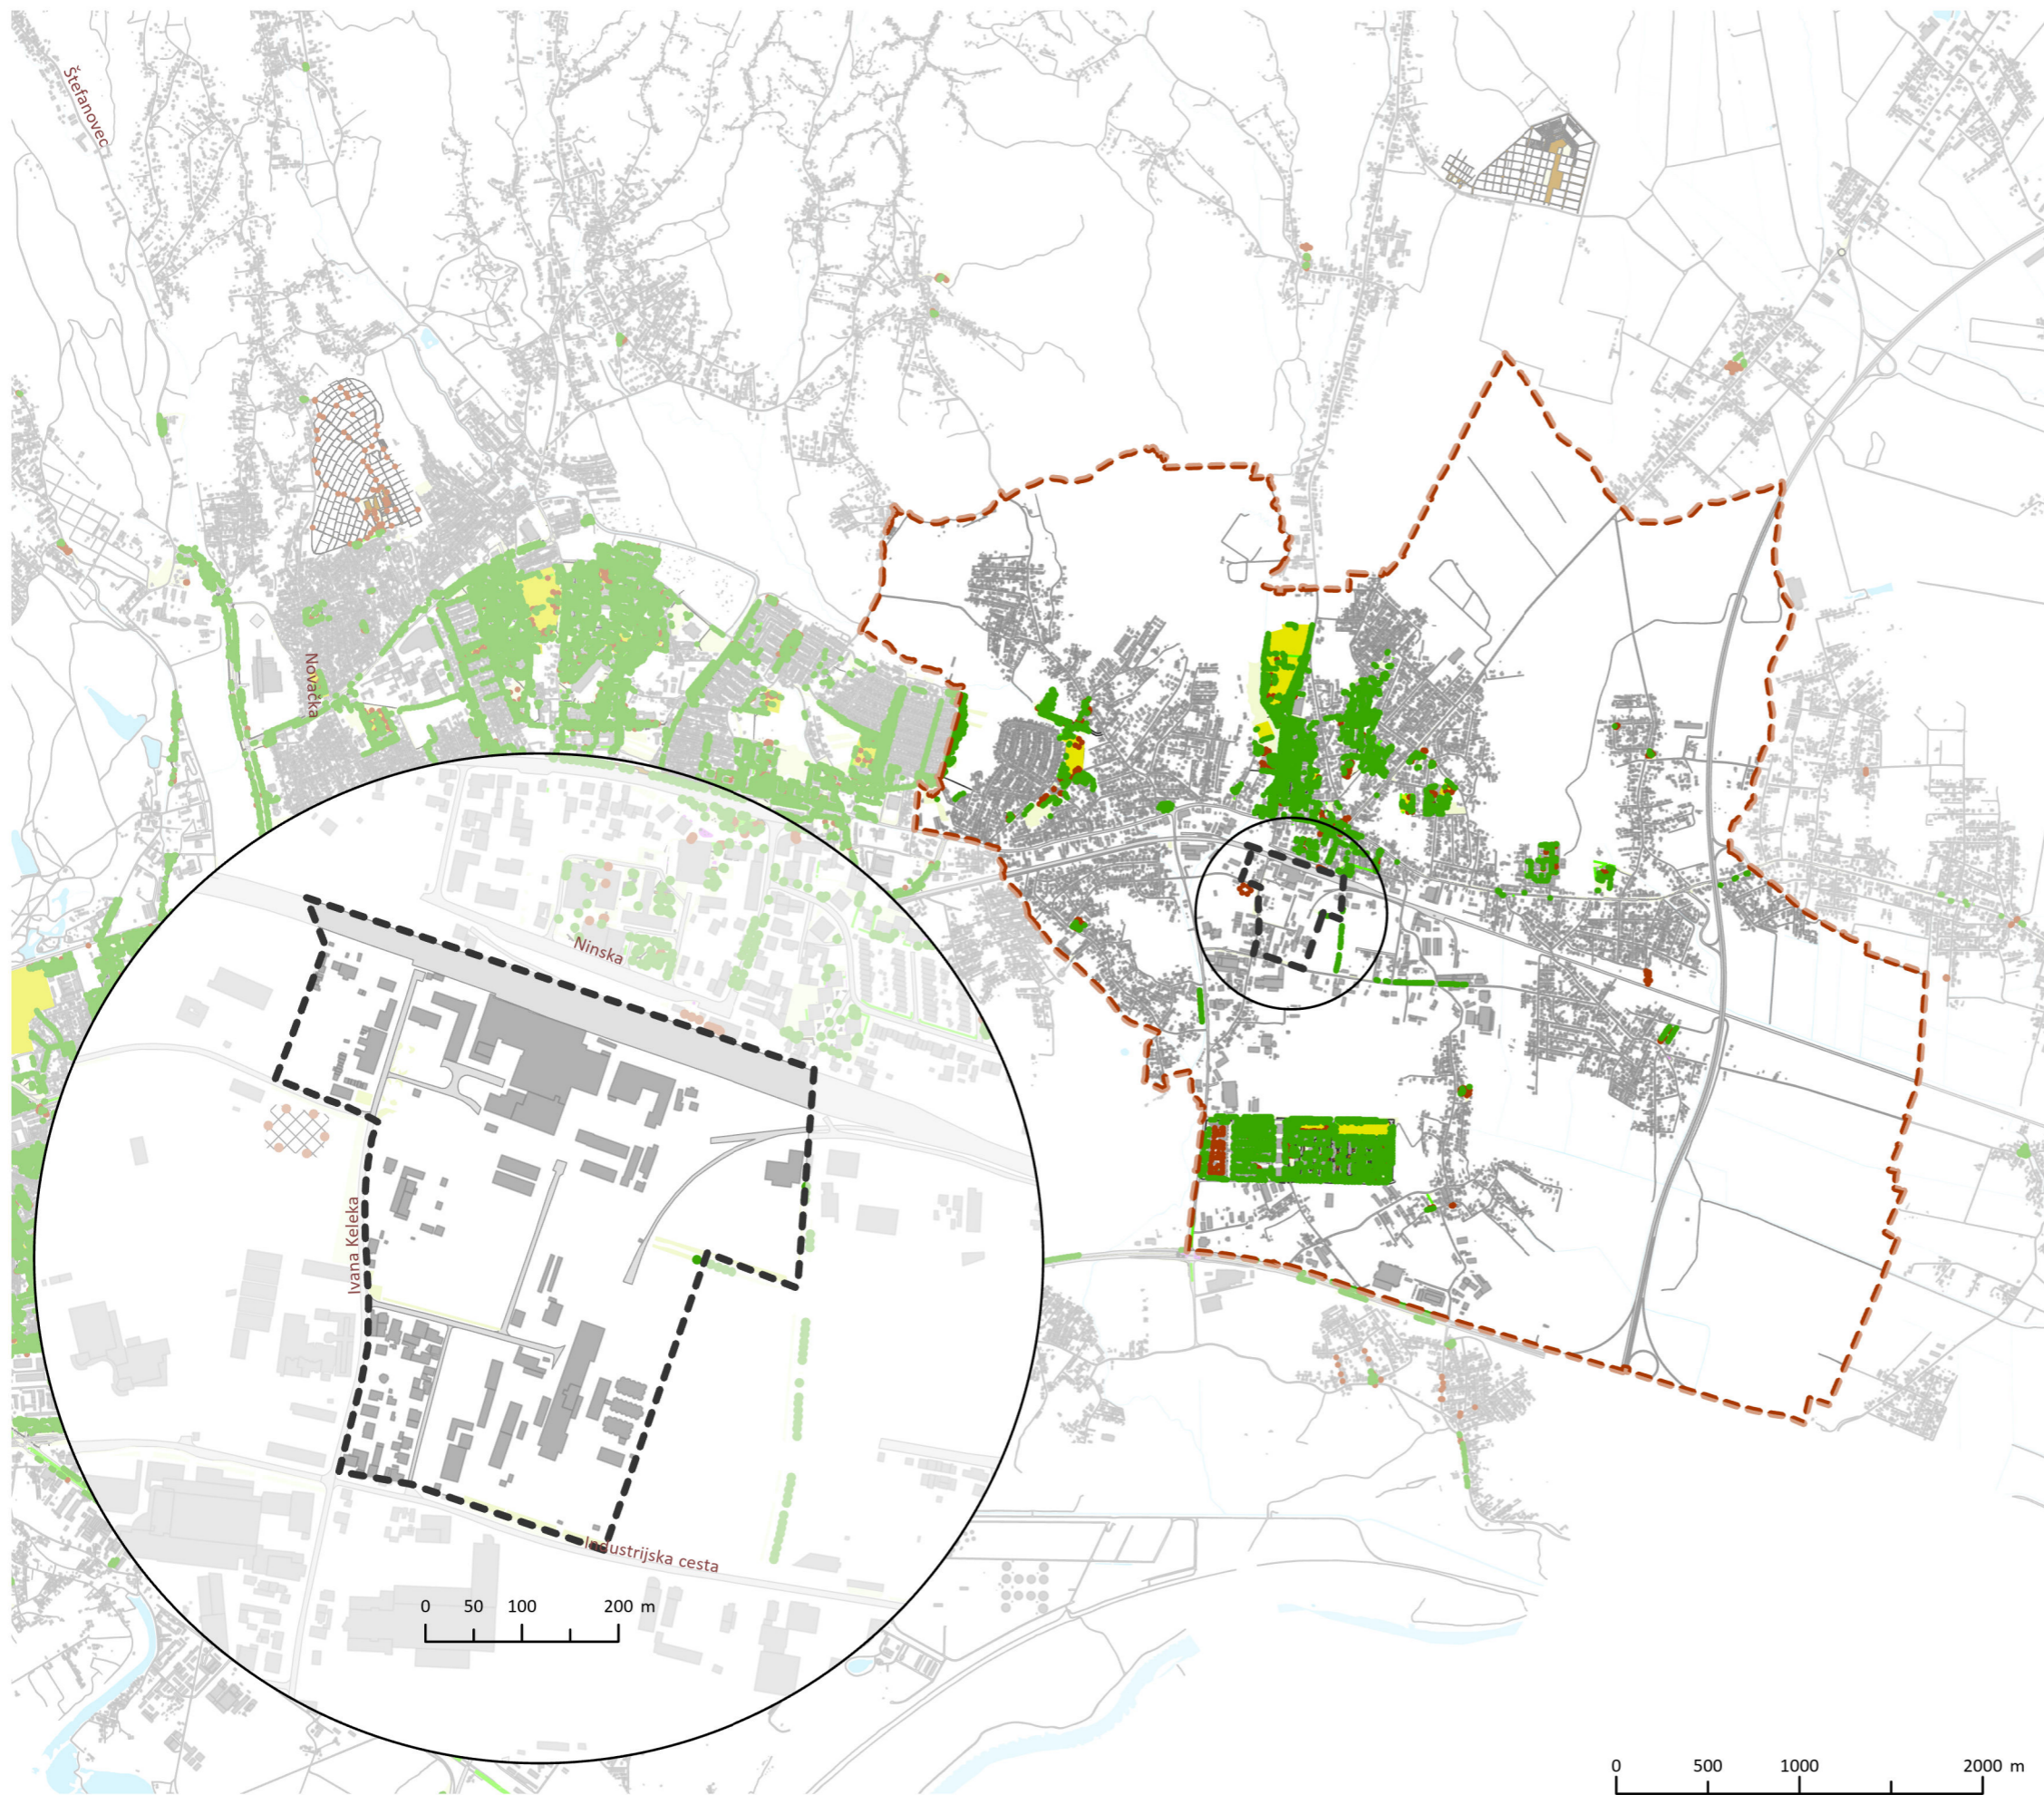 Štefanovec
Novačka
Ninska
Ivana Keleka
Industrijska cesta
0 50 100 200 m
0 500 1000 2000 m